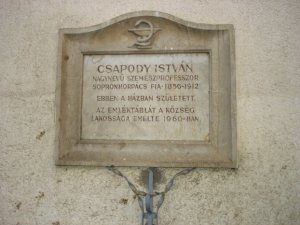 CSAPODY ISTVÁN
NAGYNEVŰ SZEMÉSZPROFESSZOR
SOPRONHORPÁCS FIA 1856-1912
EBBEN A HÁZBAN SZÜLETETT.
AZ EMLÉKTÁBLÁT A KÖZSÉG
LAKOSSÁGA EMELTE 1960-BAN.